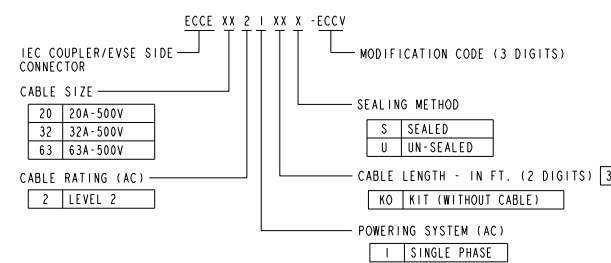 ECCE XX 2 1 XX X -ECCV
IEC COUPLER/EVSE SIDE CONNECTOR
MODIFICATION CODE (3 DIGITS)
CABLE SIZE
20 20A-500V
32 32A-500V
63 63A-500V
SEALING METHOD
S SEALED
U UN-SEALED
CABLE RATING (AC)
2 LEVEL 2
CABLE LENGTH - IN FT. (2 DIGITS) 3
KO KIT (WITHOUT CABLE)
POWERING SYSTEM (AC)
1 SINGLE PHASE